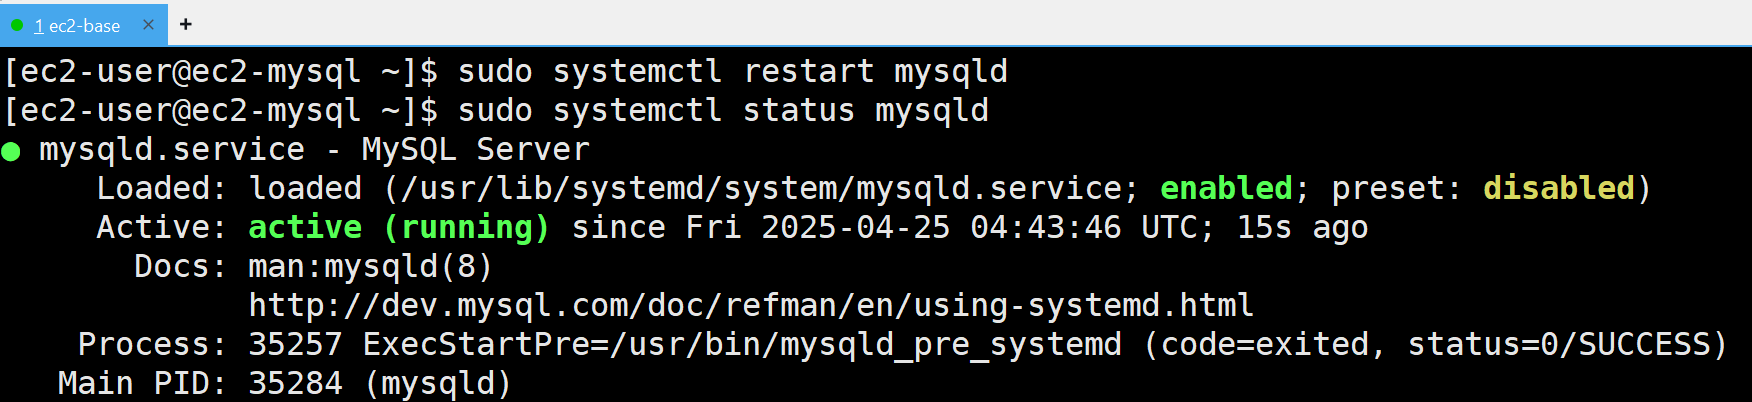 1 ec2-base × +
[ec2-user@ec2-mysql ~]$ sudo systemctl restart mysqld
[ec2-user@ec2-mysql ~]$ sudo systemctl status mysqld
● mysqld.service - MySQL Server
     Loaded: loaded (/usr/lib/systemd/system/mysqld.service; enabled; preset: disabled)
     Active: active (running) since Fri 2025-04-25 04:43:46 UTC; 15s ago
       Docs: man:mysqld(8)
             http://dev.mysql.com/doc/refman/en/using-systemd.html
    Process: 35257 ExecStartPre=/usr/bin/mysqld_pre_systemd (code=exited, status=0/SUCCESS)
   Main PID: 35284 (mysqld)